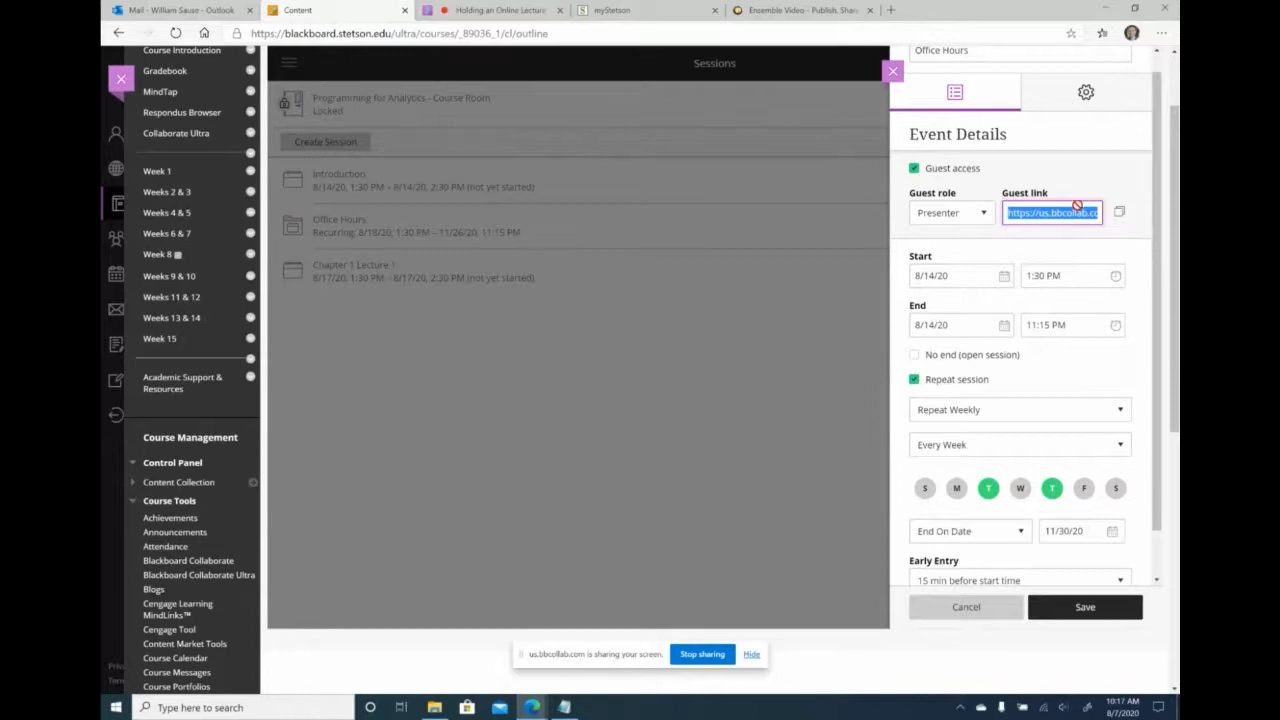 Mail - William Sause - Outlook
Content
Holding an Online Lecture
myStetson
Ensemble Video - Publish, Shar
https://blackboard.stetson.edu/ultra/courses/_89036_1/cl/outline
Course Introduction
Gradebook
MindTap
Respondus Browser
Collaborate Ultra
Week 1
Weeks 2 & 3
Weeks 4 & 5
Weeks 6 & 7
Week 8
Weeks 9 & 10
Weeks 11 & 12
Weeks 13 & 14
Week 15
Academic Support &
Resources
Course Management
Control Panel
Content Collection
Course Tools
Achievements
Announcements
Attendance
Blackboard Collaborate
Blackboard Collaborate Ultra
Blogs
Cengage Learning
MindLinks™
Cengage Tool
Content Market Tools
Course Calendar
Course Messages
Course Portfolios
Priv
Term
Sessions
Programming for Analytics - Course Room
Locked
Create Session
Introduction
8/14/20, 1:30 PM – 8/14/20, 2:30 PM (not yet started)
Office Hours
Recurring: 8/18/20; 1:30 PM – 11/26/20, 11:15 PM
Chapter 1 Lecture 1
8/17/20, 1:30 PM – 8/17/20, 2:30 PM (not yet started)
Office Hours
Event Details
Guest access
Guest role
Guest link
Presenter
https://us.bbcollab.co
Start
8/14/20
1:30 PM
End
8/14/20
11:15 PM
No end (open session)
Repeat session
Repeat Weekly
Every Week
S M T W T F S
End On Date
11/30/20
Early Entry
15 min before start time
Cancel
Save
us.bbcollab.com is sharing your screen.
Stop sharing
Hide
Type here to search
10:17 AM
8/7/2020